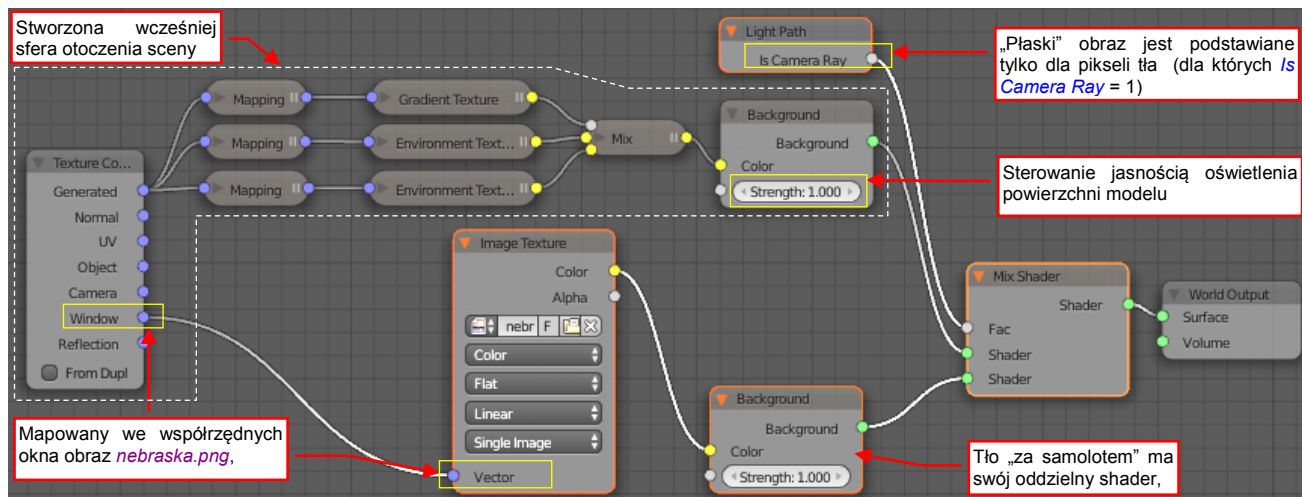 Stworzona wcześniej
sfera otoczenia sceny
Light Path
Is Camera Ray
„Płaski” obraz jest podstawiane
tylko dla pikseli tła (dla których Is
Camera Ray = 1)
Mapping
Gradient Texture
Mapping
Environment Text...
Mix
Mapping
Environment Text...
Background
Background
Color
Strength: 1.000
Sterowanie jasnością oświetlenia
powierzchni modelu
Texture Co...
Generated
Normal
UV
Object
Camera
Window
Reflection
From Dupl
Image Texture
Color
Alpha
nebr F
Color
Flat
Linear
Single Image
Vector
Mix Shader
Shader
Fac
Shader
Shader
World Output
Surface
Volume
Background
Background
Color
Strength: 1.000
Mapowany we współrzędnych
okna obraz nebraska.png,
Tło „za samolotem” ma
swój oddzielny shader,